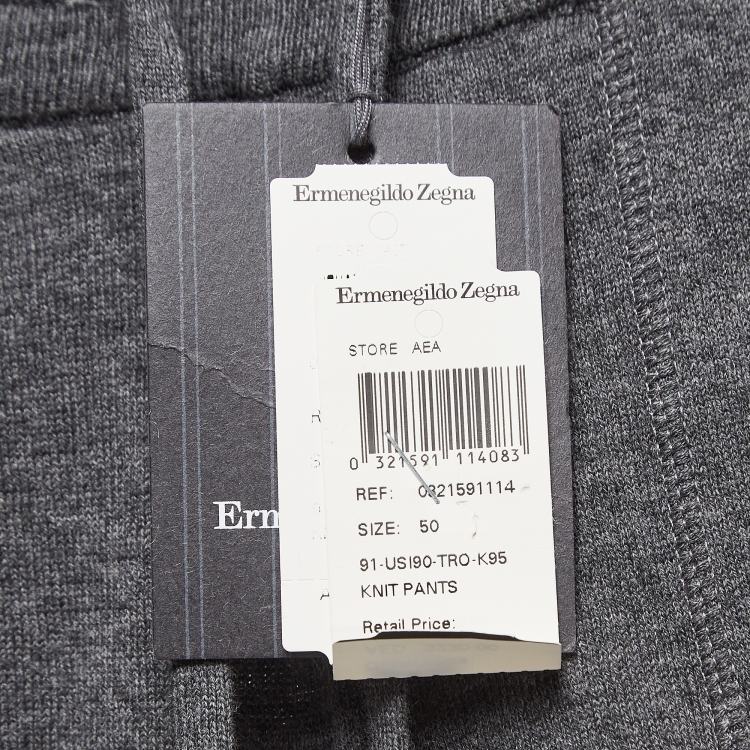 Ermenegildo Zegna
Ermenegildo Zegna
STORE AEA
0 321591 114083
REF: 0321591114
SIZE: 50
91-USI90-TRO-K95
KNIT PANTS
Retail Price:
Erm